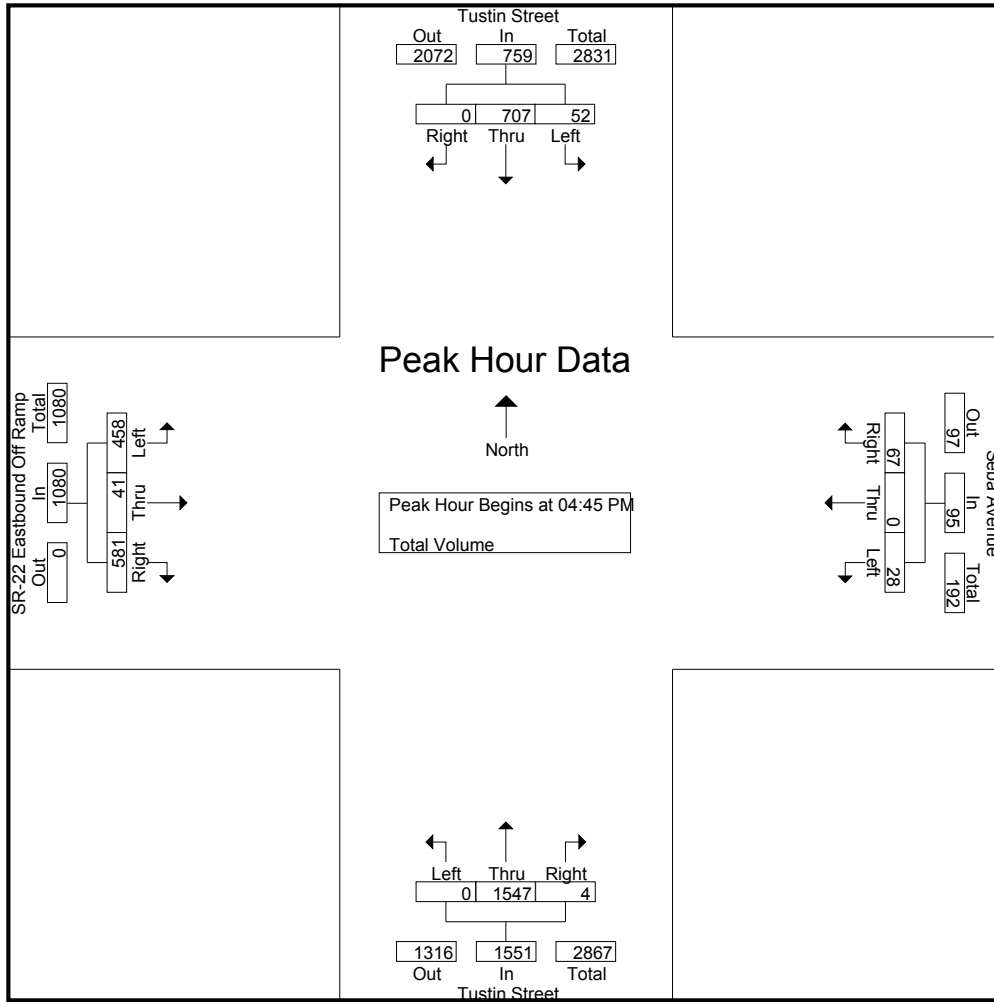 Tustin Street
Out In Total
2072 759 2831
0 707 52
Right Thru Left
Peak Hour Data
North
Peak Hour Begins at 04:45 PM
Total Volume
SR-22 Eastbound Off Ramp
Out In Total
0 1080 1080
581 41 458
Right Thru Left
Seba Avenue
Out In Total
97 95 192
67 0 28
Right Thru Left
Left Thru Right
0 1547 4
1316 1551 2867
Out In Total
Tustin Street